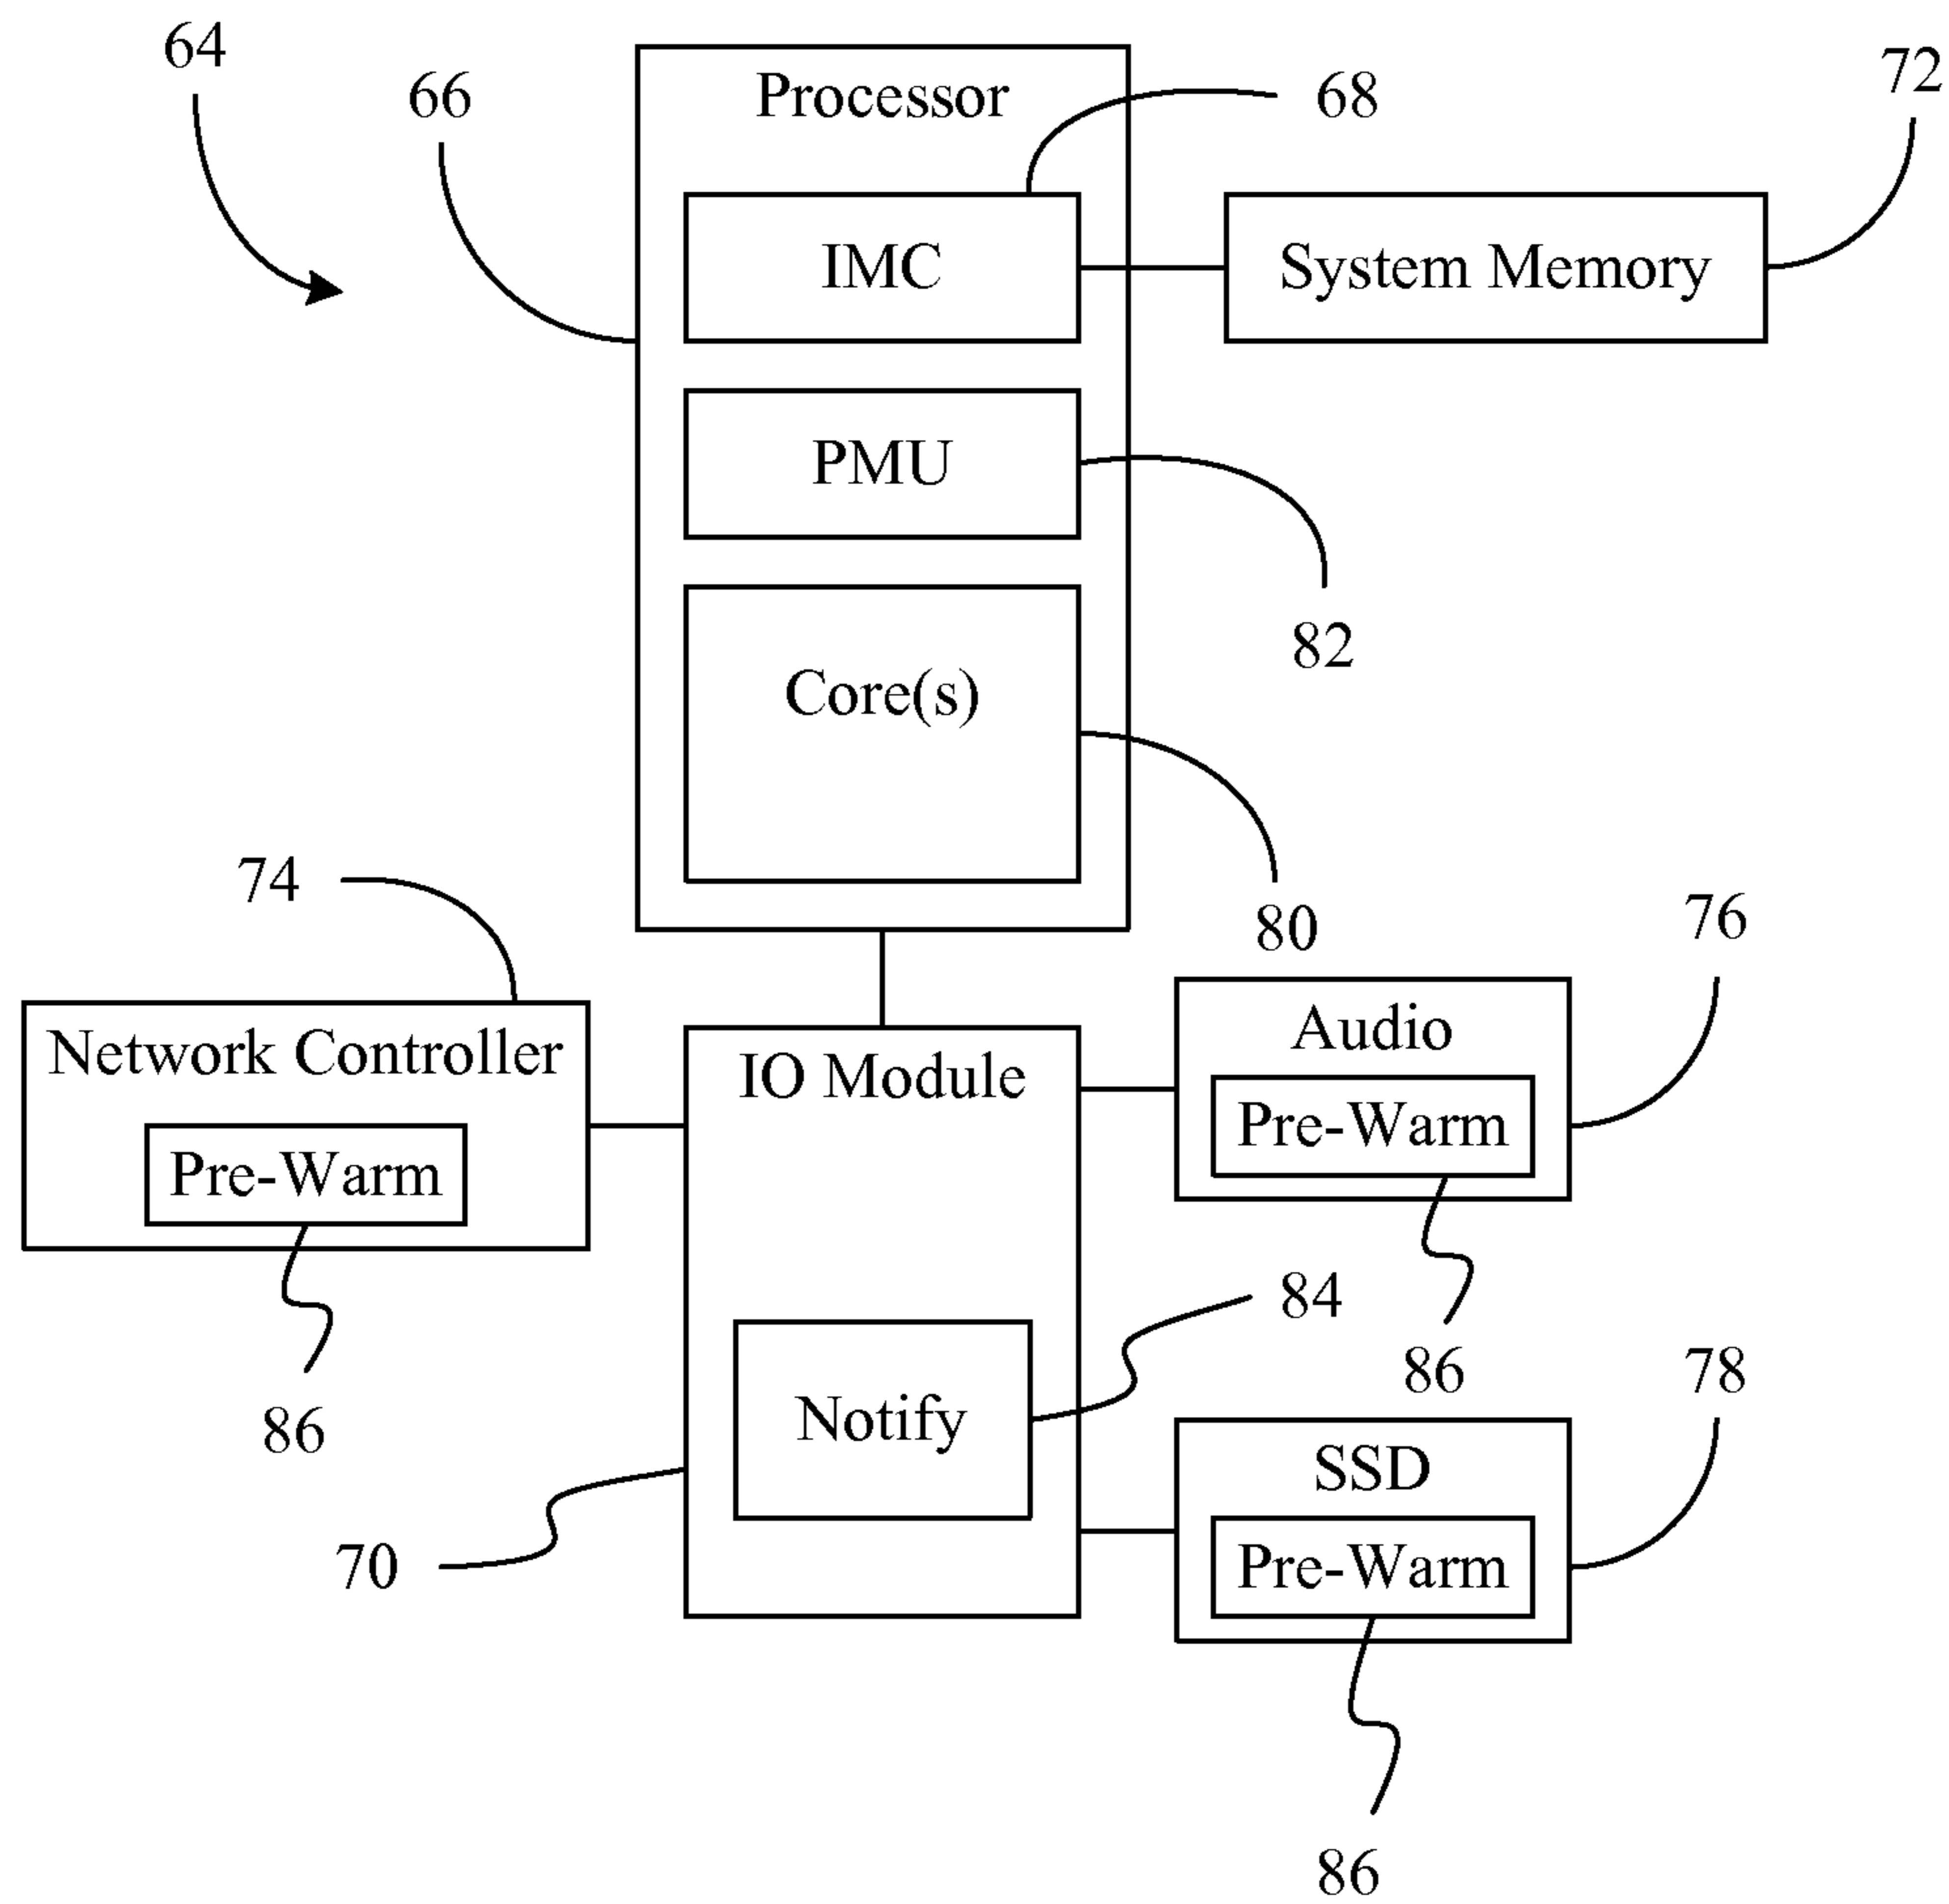 64
66
Processor
68
72
IMC
System Memory
PMU
82
Core(s)
74
80
76
Network Controller
Pre-Warm
86
IO Module
Audio
Pre-Warm
86
84
Notify
70
78
SSD
Pre-Warm
86